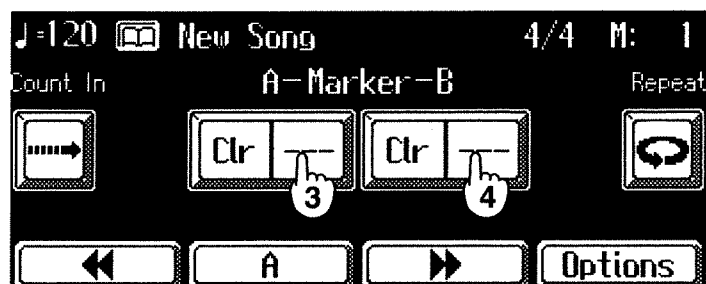 ♩=120 New Song 4/4 M: 1
Count In A-Marker-B Repeat
Clr --- Clr ---
3 4
A Options